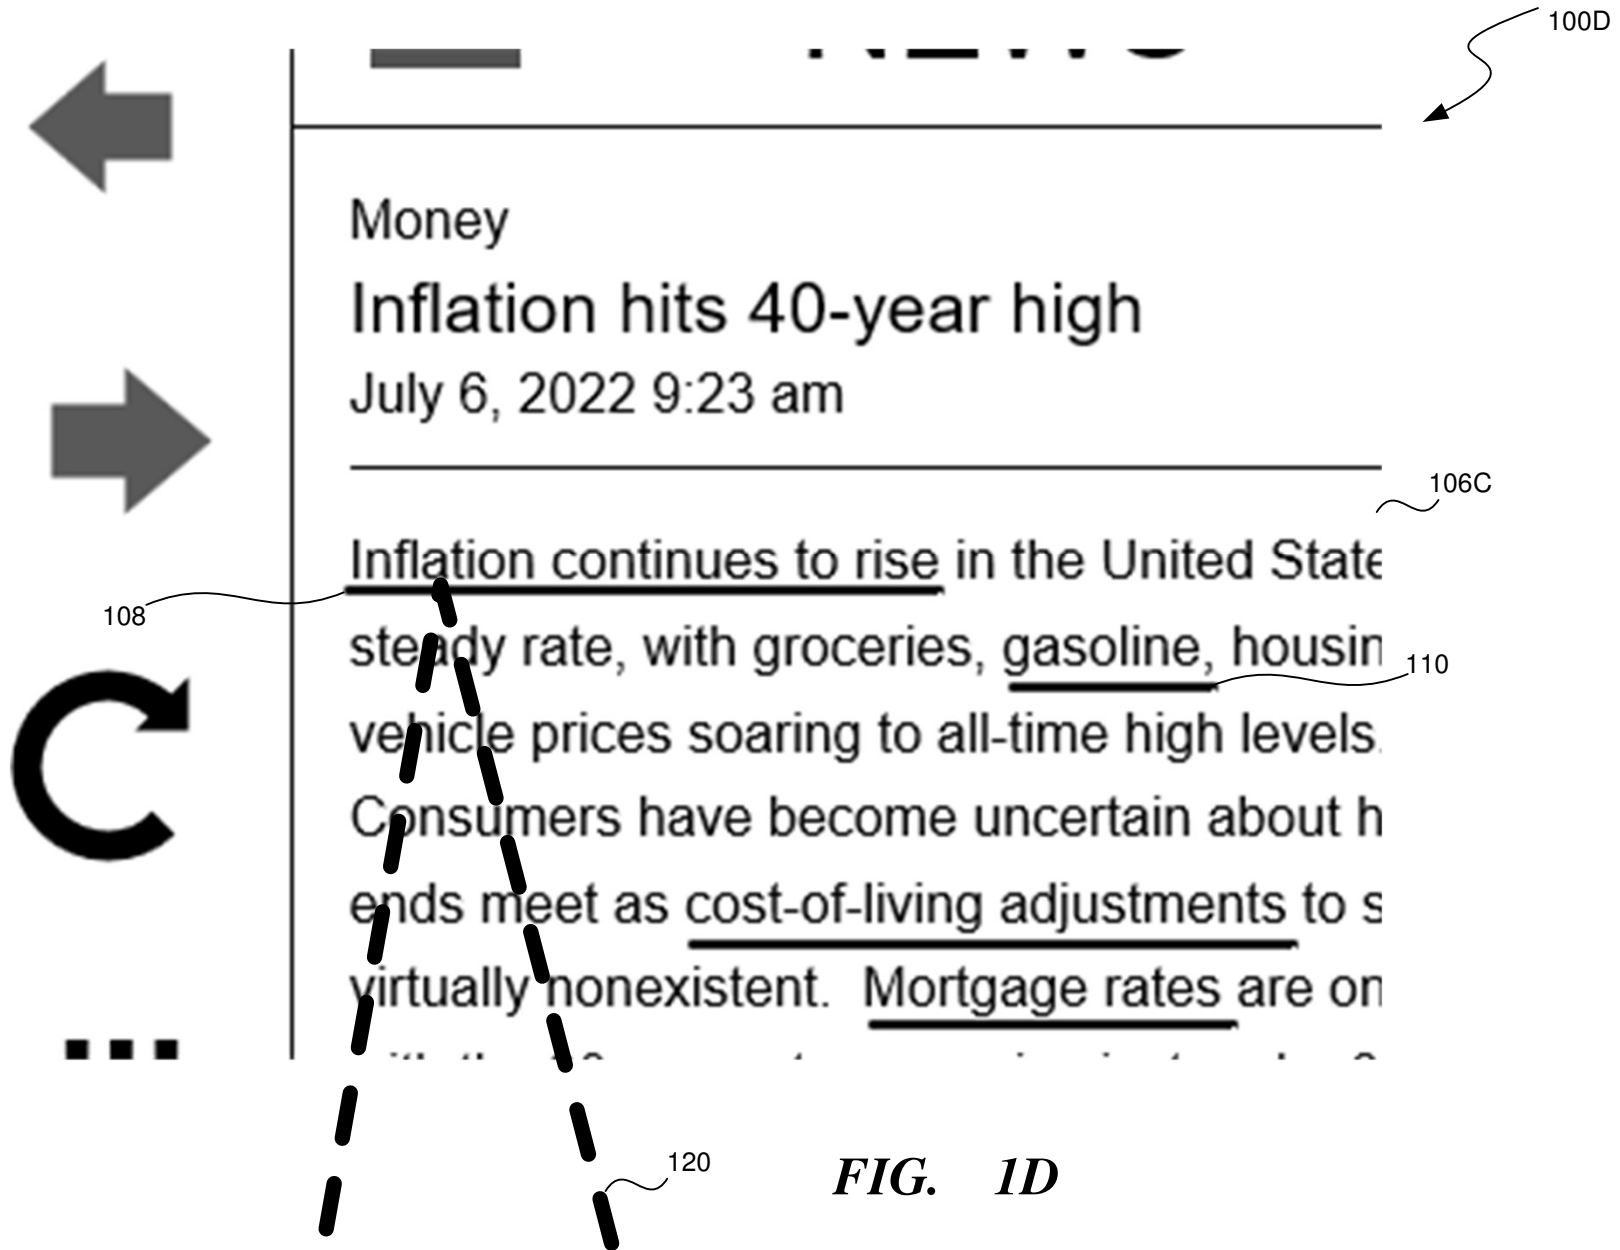 100D
NEWS
Money
Inflation hits 40-year high
July 6, 2022 9:23 am
106C
Inflation continues to rise in the United State
108
steady rate, with groceries, gasoline, housin
110
vehicle prices soaring to all-time high levels.
Consumers have become uncertain about h
ends meet as cost-of-living adjustments to s
virtually nonexistent. Mortgage rates are on
120
FIG. 1D